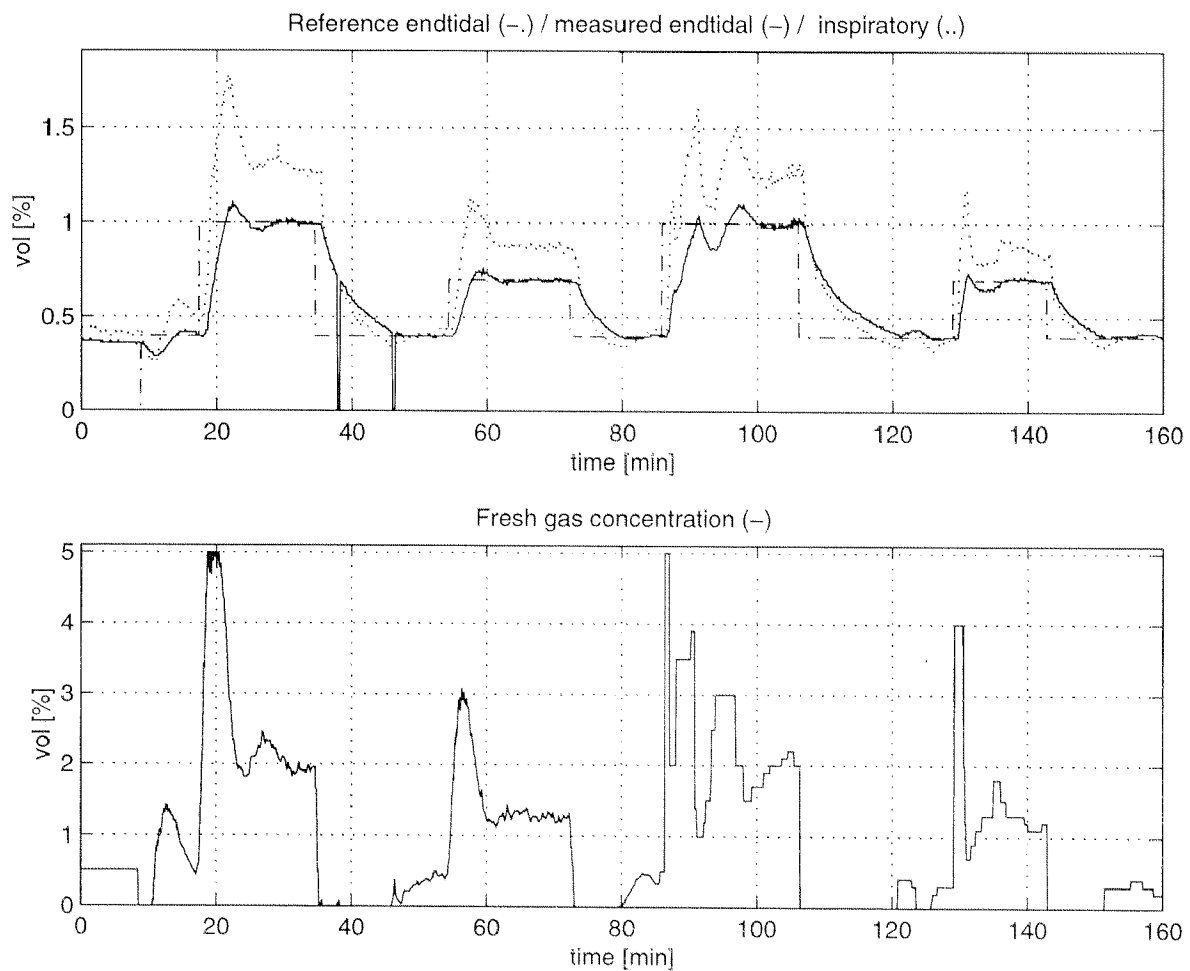 Reference endtidal (–.) / measured endtidal (–) / inspiratory (..)
vol [%]
1.5
1
0.5
0
0 20 40 60 80 100 120 140 160
time [min]
Fresh gas concentration (–)
vol [%]
5
4
3
2
1
0
0 20 40 60 80 100 120 140 160
time [min]